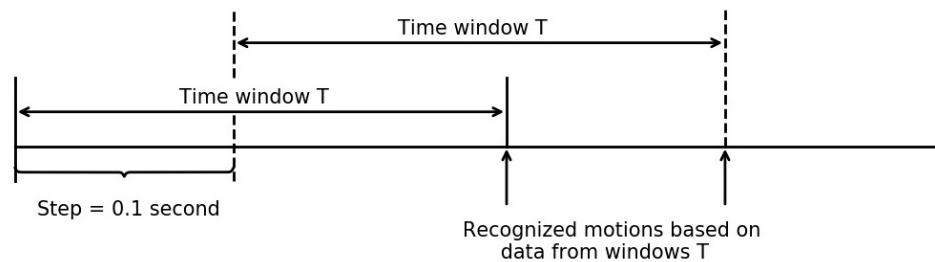 Time window T
Time window T
Step = 0.1 second
Recognized motions based on
data from windows T